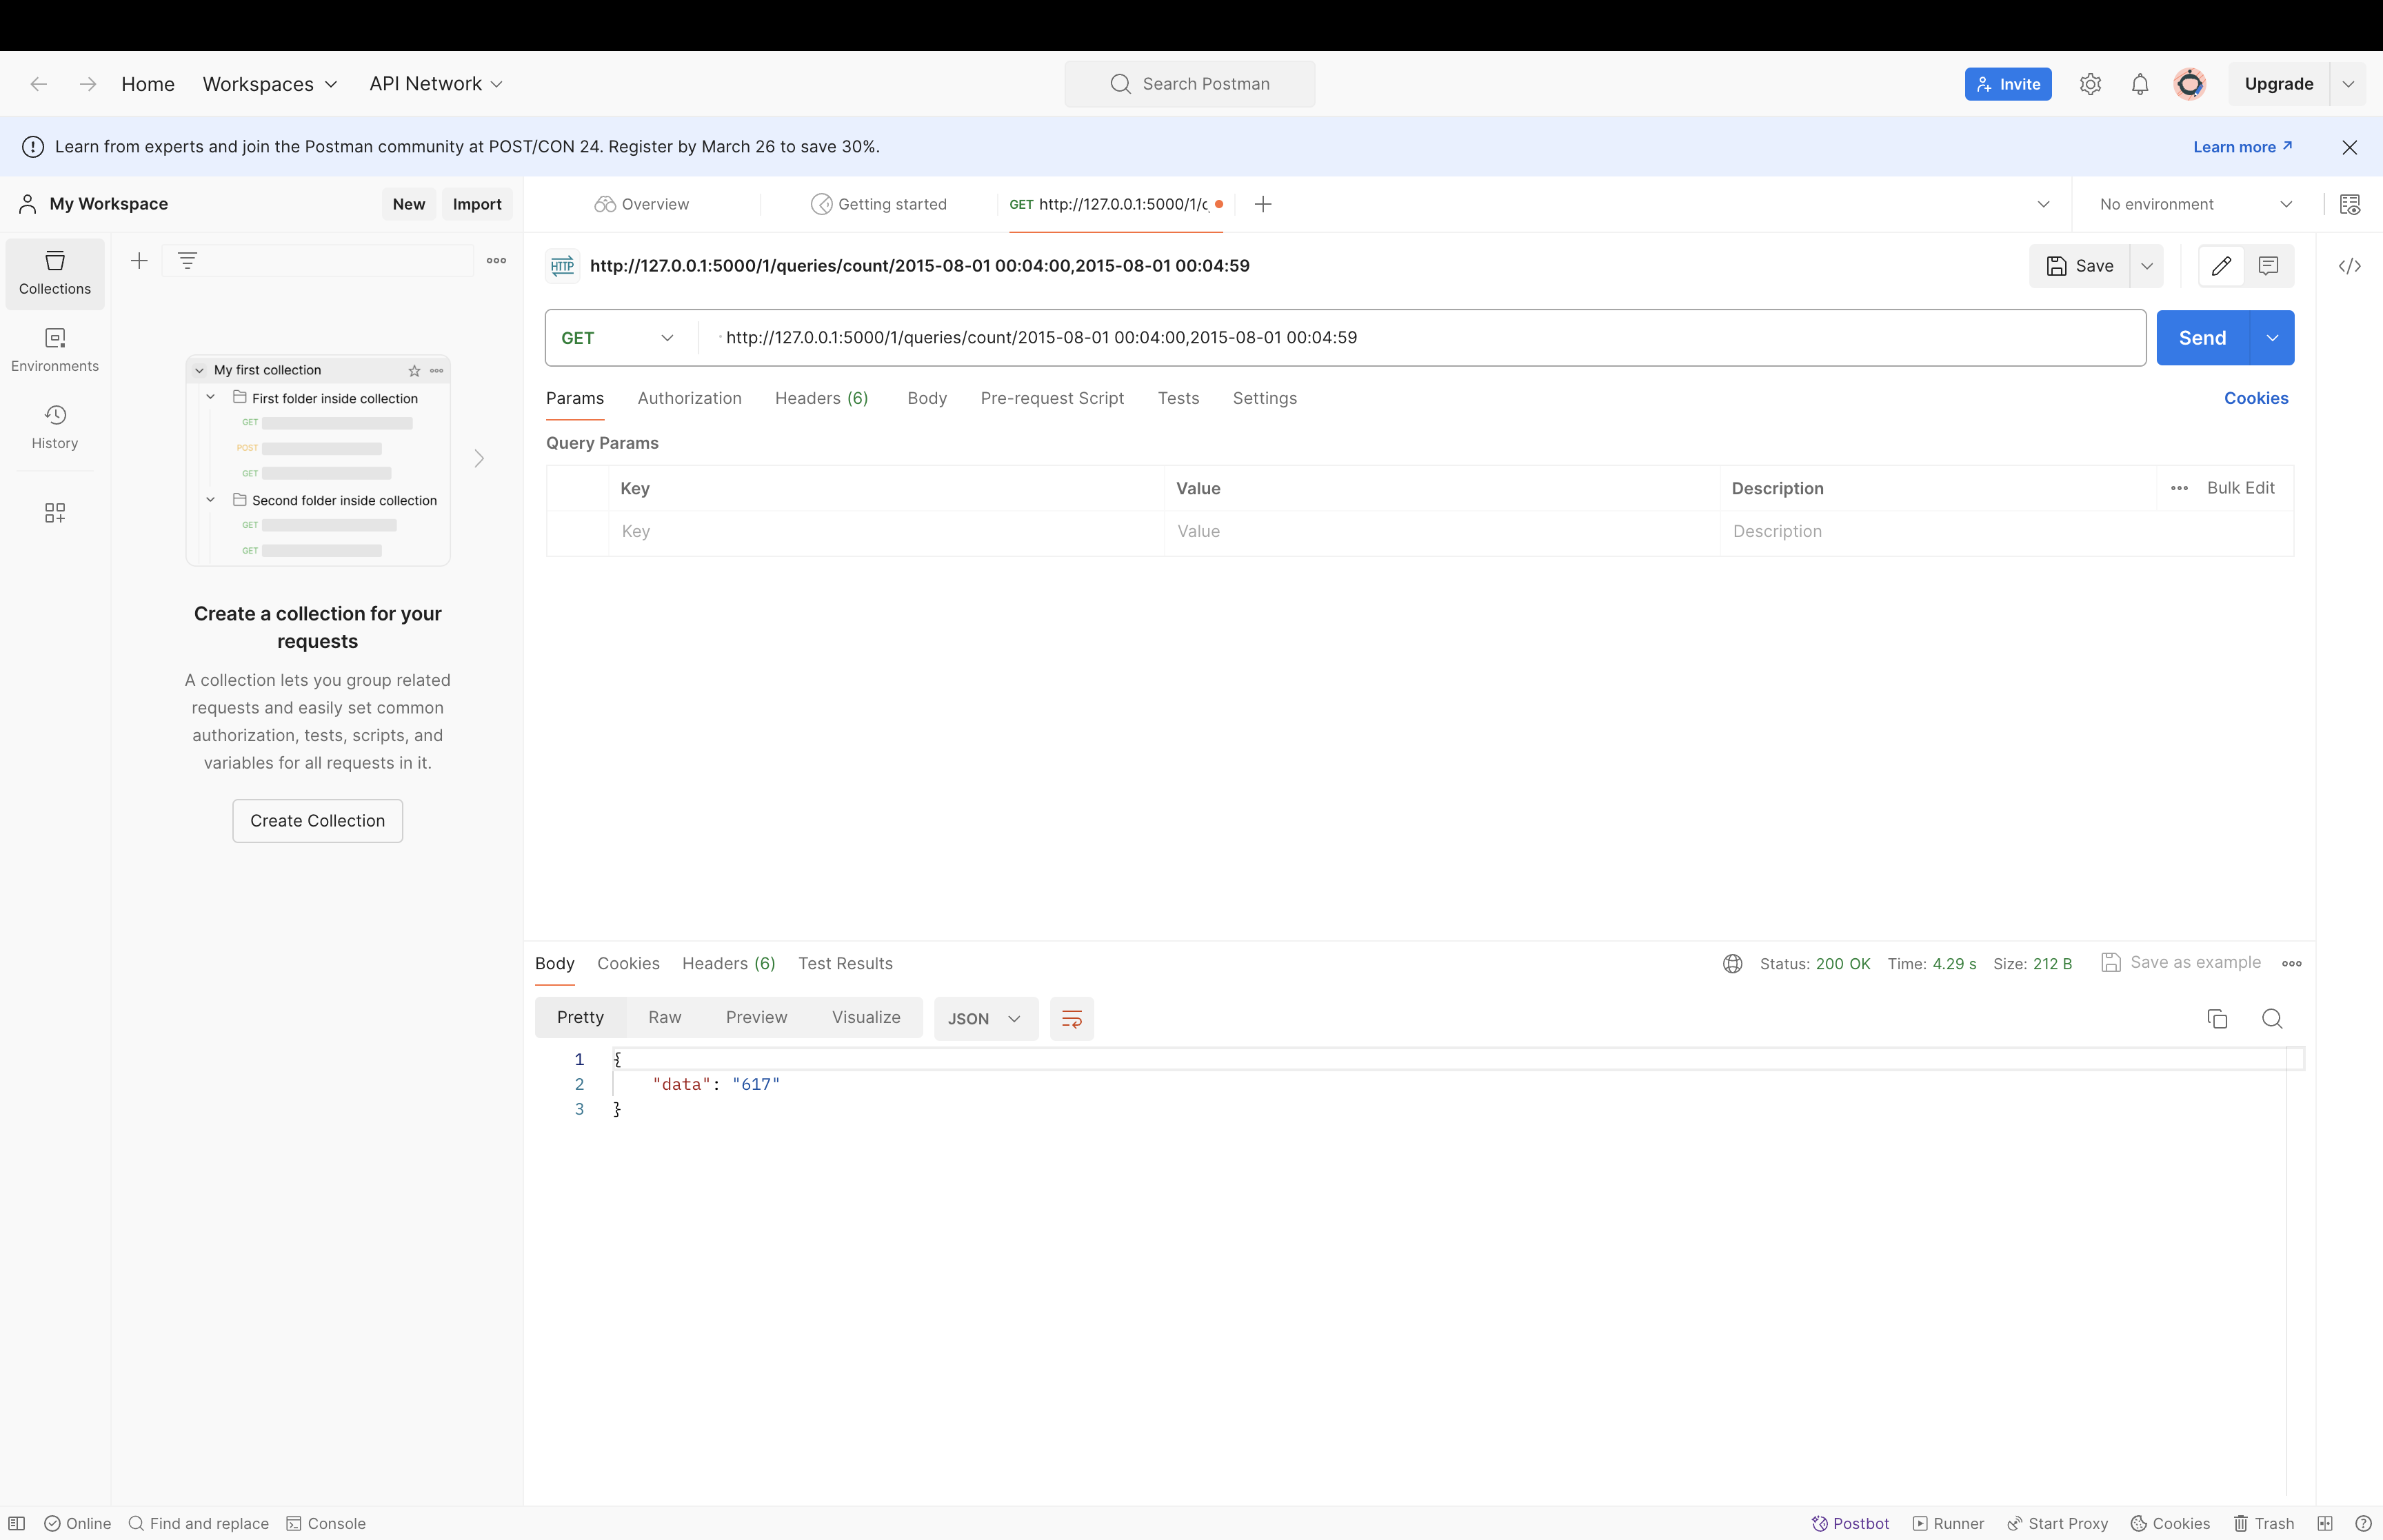 Home Workspaces API Network Search Postman Invite Upgrade
Learn from experts and join the Postman community at POST/CON 24. Register by March 26 to save 30%. Learn more
My Workspace New Import Overview Getting started GET http://127.0.0.1:5000/1/q No environment
Collections
Environments
History
My first collection
First folder inside collection
GET
POST
GET
Second folder inside collection
GET
GET
Create a collection for your
requests
A collection lets you group related
requests and easily set common
authorization, tests, scripts, and
variables for all requests in it.
Create Collection
HTTP http://127.0.0.1:5000/1/queries/count/2015-08-01 00:04:00,2015-08-01 00:04:59 Save
GET http://127.0.0.1:5000/1/queries/count/2015-08-01 00:04:00,2015-08-01 00:04:59 Send
Params Authorization Headers (6) Body Pre-request Script Tests Settings Cookies
Query Params
Key Value Description Bulk Edit
Key Value Description
Body Cookies Headers (6) Test Results Status: 200 OK Time: 4.29 s Size: 212 B Save as example
Pretty Raw Preview Visualize JSON
1 {
2 "data": "617"
3 }
Online Find and replace Console Postbot Runner Start Proxy Cookies Trash